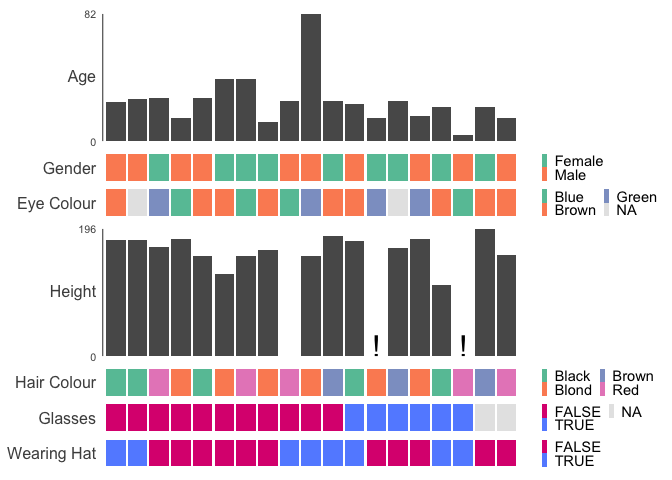 82
Age
0
Gender
Female
Male
Eye Colour
Blue
Green
Brown
NA
196
Height
! !
0
Hair Colour
Black
Brown
Blond
Red
Glasses
FALSE
NA
TRUE
Wearing Hat
FALSE
TRUE